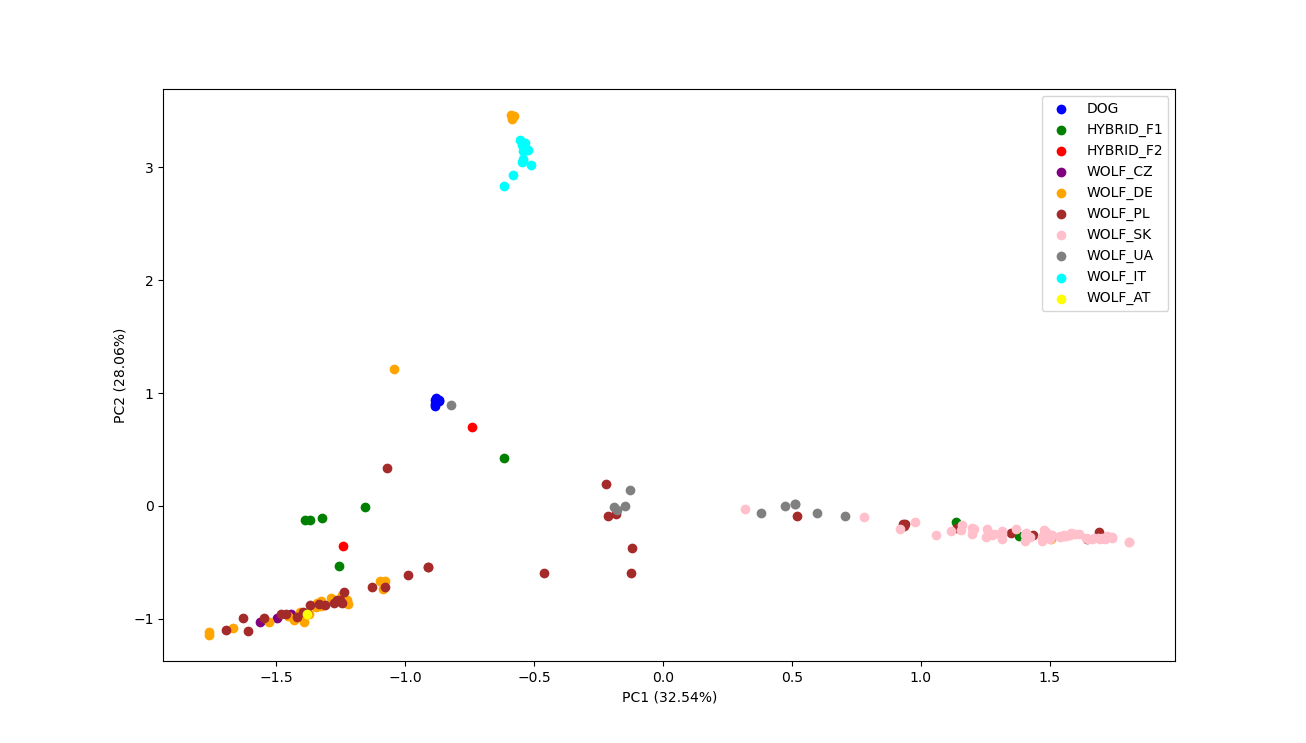 DOG
HYBRID_F1
HYBRID_F2
WOLF_CZ
WOLF_DE
WOLF_PL
WOLF_SK
WOLF_UA
WOLF_IT
WOLF_AT
3
2
1
0
−1
PC2 (28.06%)
−1.5 −1.0 −0.5 0.0 0.5 1.0 1.5
PC1 (32.54%)